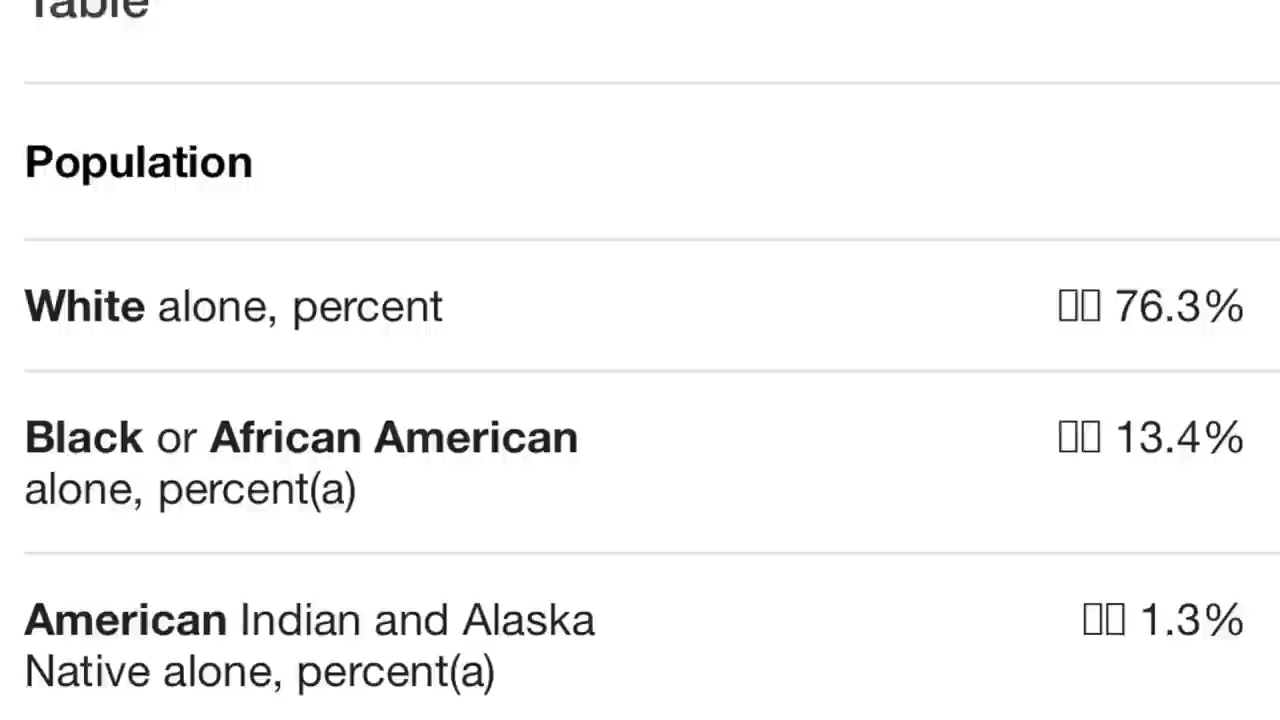 Table
Population
White alone, percent
▯▯ 76.3%
Black or African American
▯▯ 13.4%
alone, percent(a)
American Indian and Alaska
▯▯ 1.3%
Native alone, percent(a)